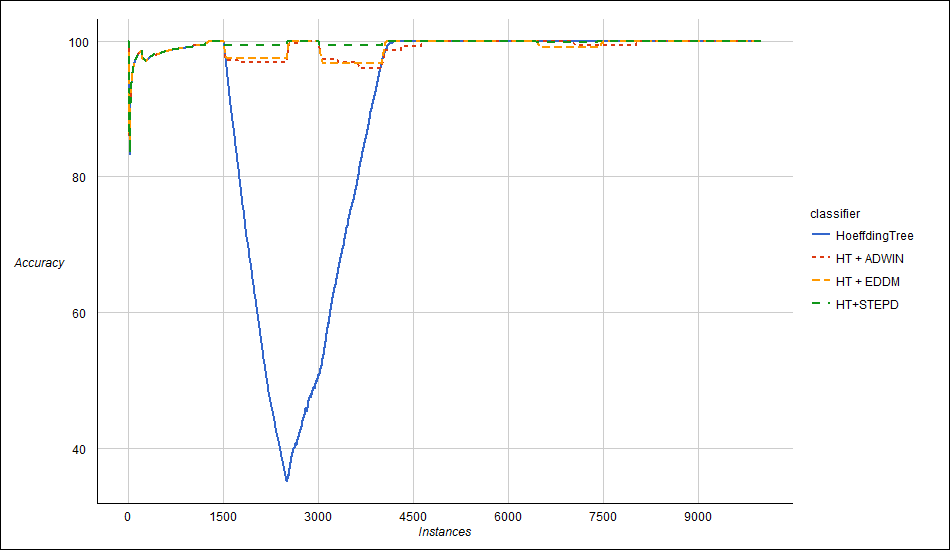 100
80
60
40
Accuracy
0 1500 3000 4500 6000 7500 9000
Instances
classifier
HoeffdingTree
HT + ADWIN
HT + EDDM
HT+STEPD